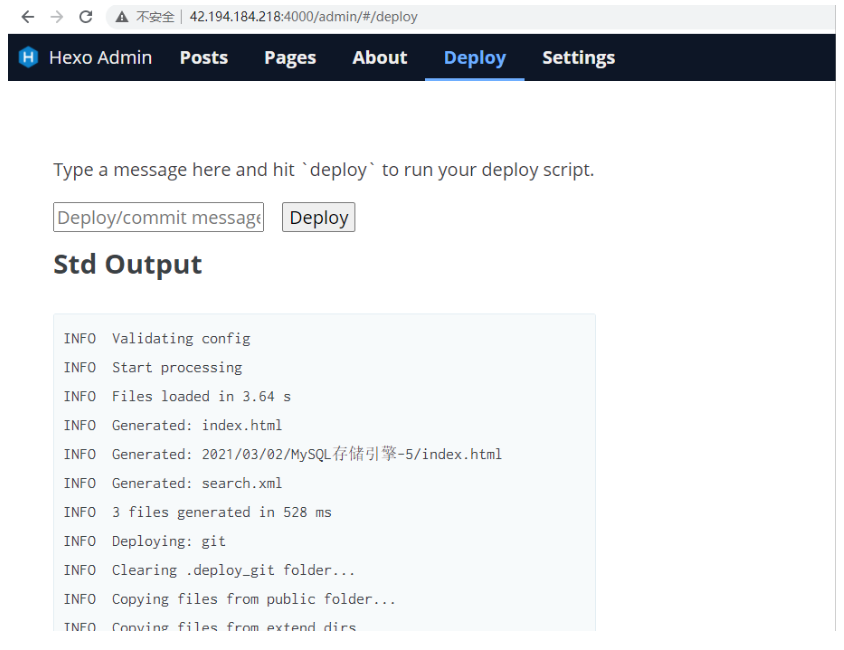 不安全 | 42.194.184.218:4000/admin/#/deploy
H Hexo Admin Posts Pages About Deploy Settings
Type a message here and hit `deploy` to run your deploy script.
Deploy/commit message Deploy
Std Output
INFO Validating config
INFO Start processing
INFO Files loaded in 3.64 s
INFO Generated: index.html
INFO Generated: 2021/03/02/MySQL存储引擎-5/index.html
INFO Generated: search.xml
INFO 3 files generated in 528 ms
INFO Deploying: git
INFO Clearing .deploy_git folder...
INFO Copying files from public folder...
INFO Copying files from extend dirs